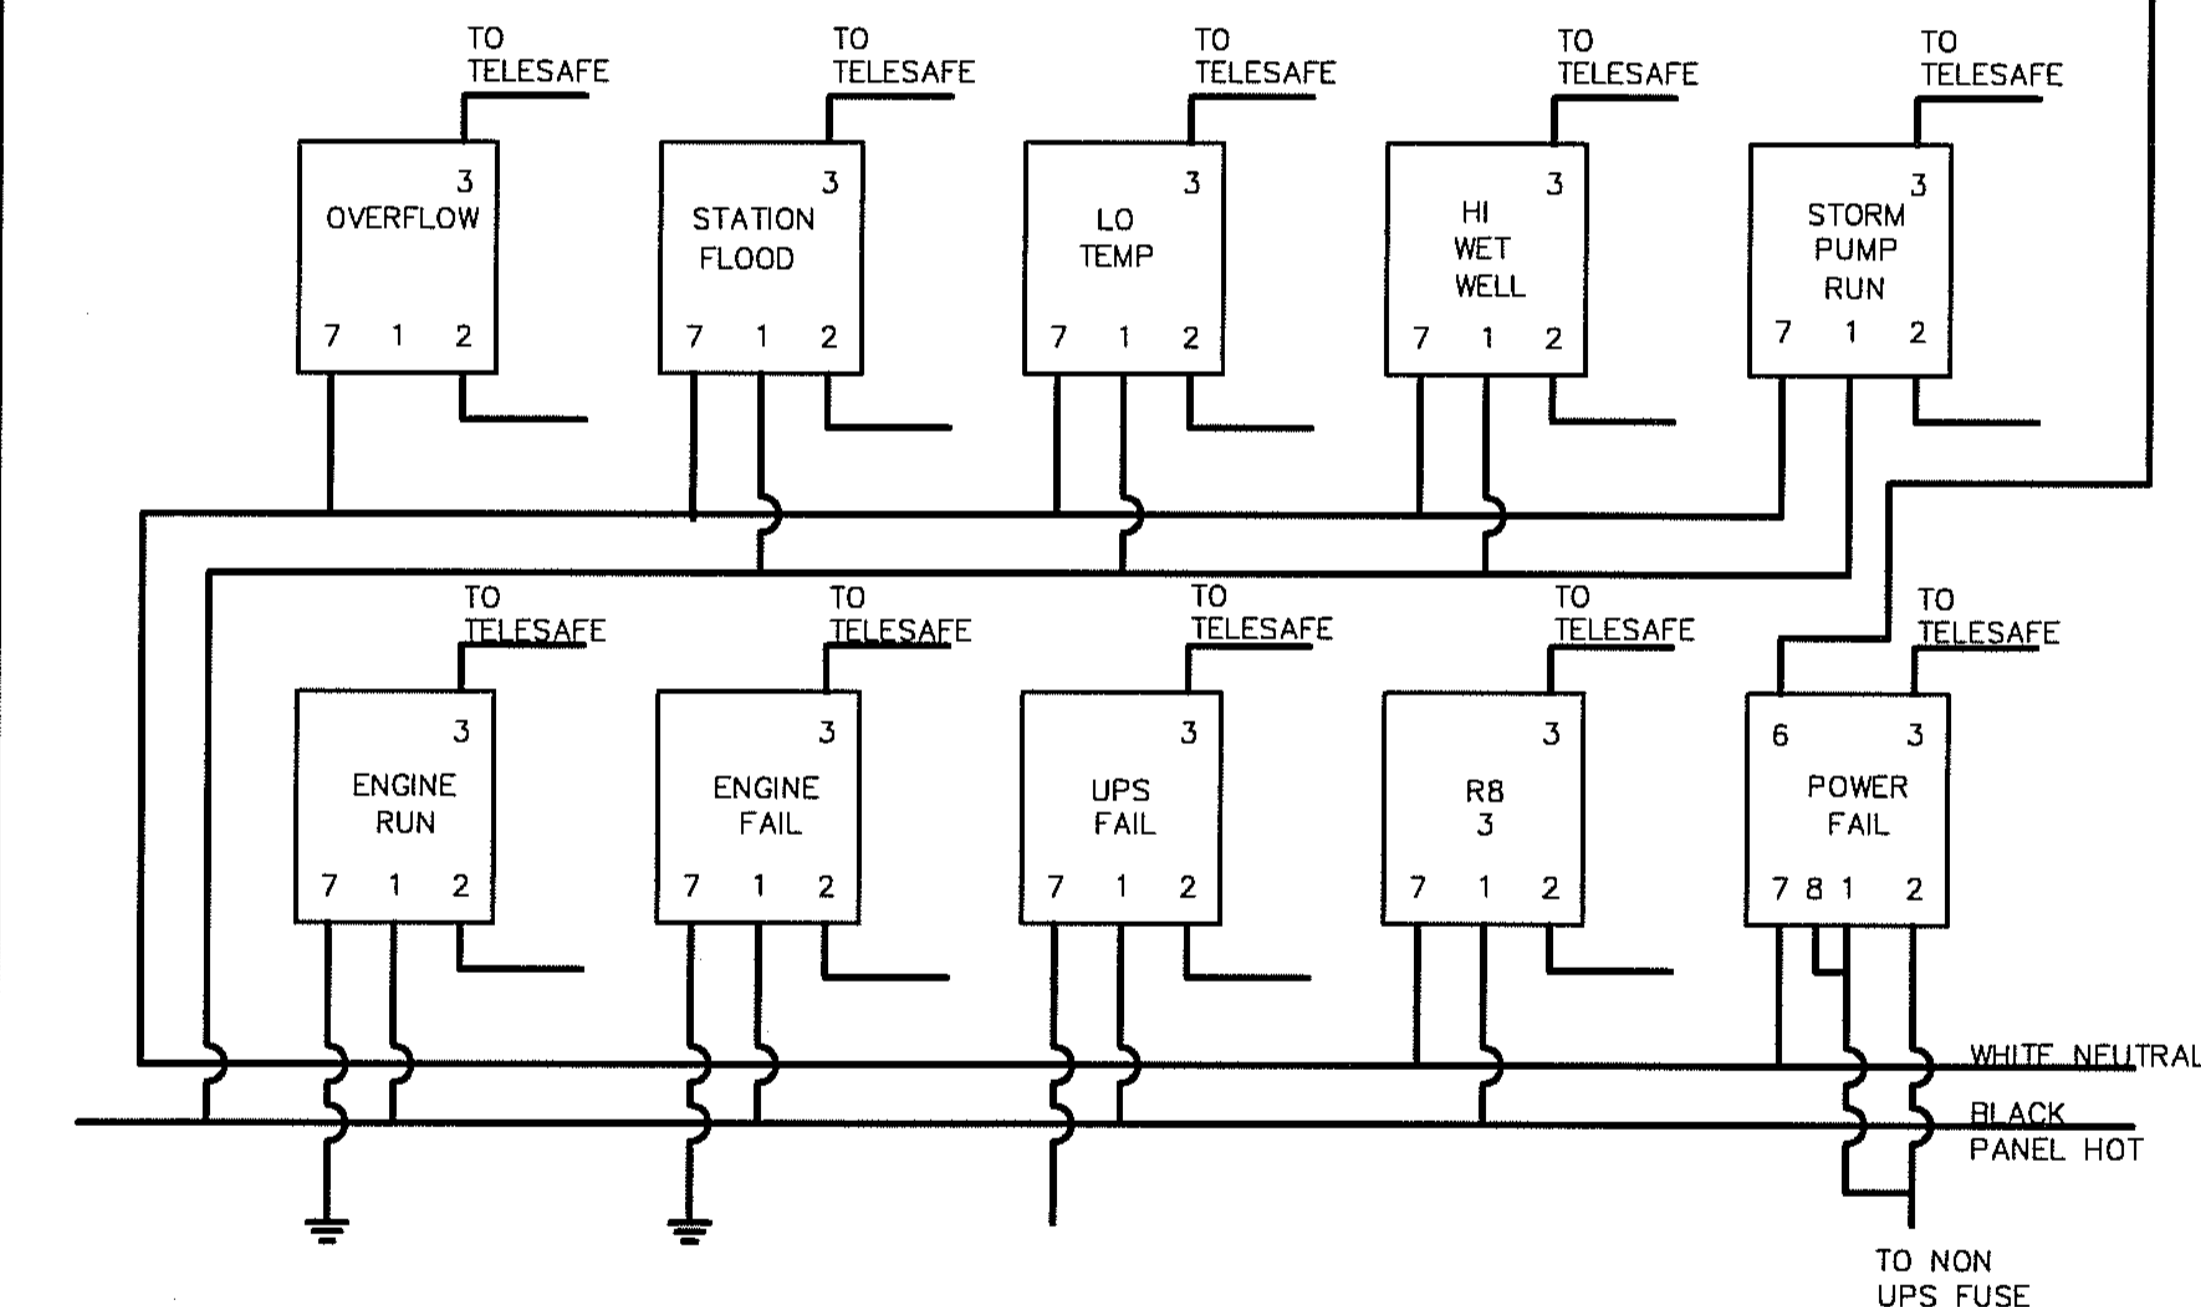 TO
TELESAFE
TO
TELESAFE
TO
TELESAFE
TO
TELESAFE
TO
TELESAFE
3
OVERFLOW
7 1 2
3
STATION
FLOOD
7 1 2
3
LO
TEMP
7 1 2
3
HI
WET
WELL
7 1 2
3
STORM
PUMP
RUN
7 1 2
TO
TELESAFE
TO
TELESAFE
TO
TELESAFE
TO
TELESAFE
TO
TELESAFE
3
ENGINE
RUN
7 1 2
3
ENGINE
FAIL
7 1 2
3
UPS
FAIL
7 1 2
3
R8
3
7 1 2
6 3
POWER
FAIL
7 8 1 2
WHITE NEUTRAL
BLACK
PANEL HOT
TO NON
UPS FUSE